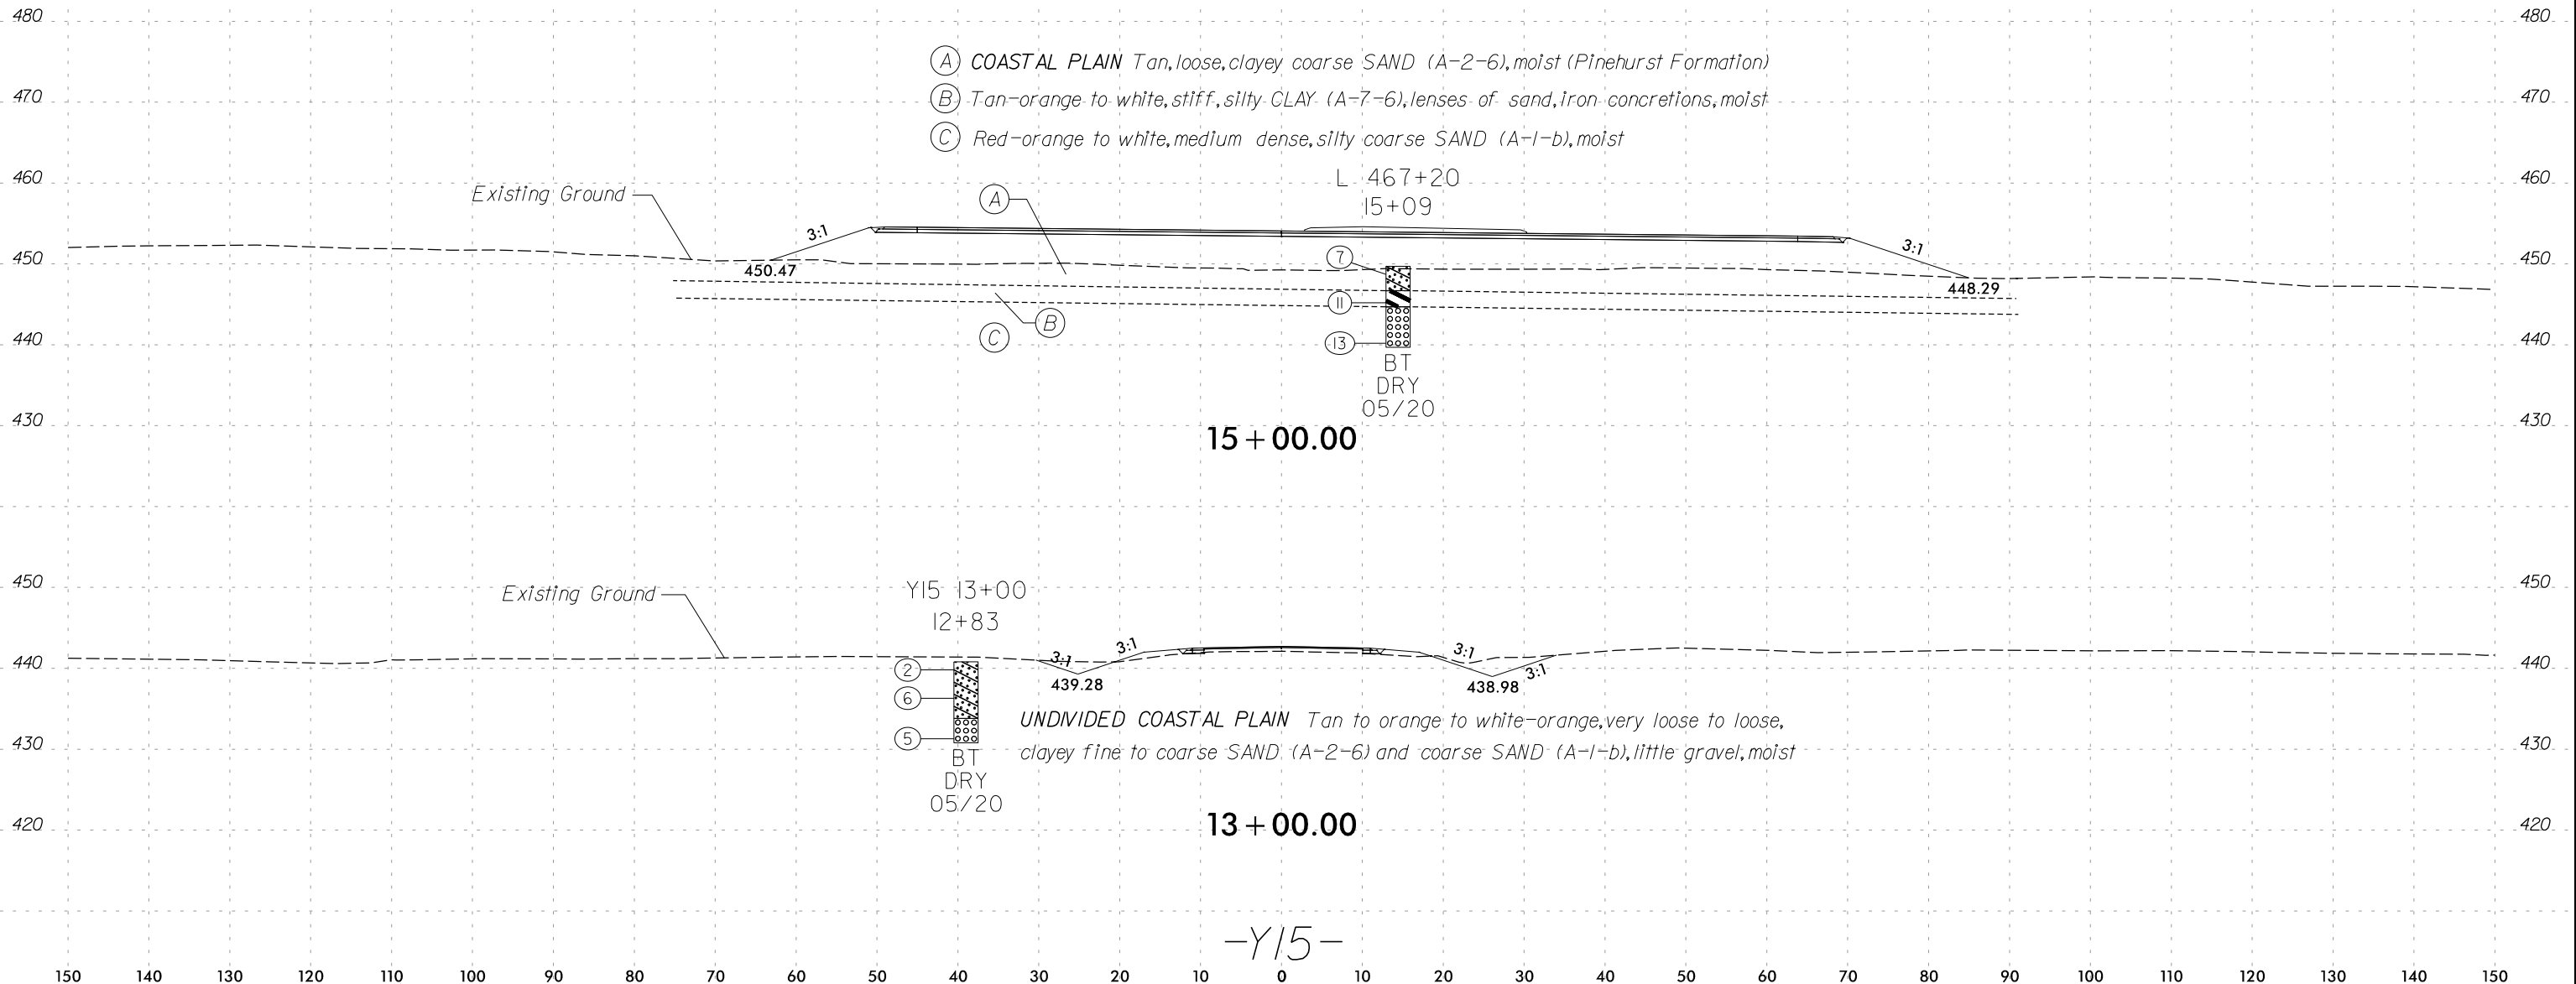 480 480
Ⓐ COASTAL PLAIN Tan, loose, clayey coarse SAND (A-2-6), moist (Pinehurst Formation)
470 470
Ⓑ Tan-orange to white, stiff, silty CLAY (A-7-6), lenses of sand, iron concretions, moist
Ⓒ Red-orange to white, medium dense, silty coarse SAND (A-1-b), moist
460 460
L 467+20
15+09
Existing Ground
A
3:1
3:1
450 450
450.47
7
448.29
11
B
C
440 440
13
BT
DRY
05/20
430 430
15+00.00
450 450
Existing Ground
Y15 13+00
12+83
3:1
3:1
3:1
3:1
440 440
2
439.28
438.98
6
UNDIVIDED COASTAL PLAIN Tan to orange to white-orange, very loose to loose,
5
430 430
clayey fine to coarse SAND (A-2-6) and coarse SAND (A-1-b), little gravel, moist
BT
DRY
05/20
420 420
13+00.00
-Y15-
150 140 130 120 110 100 90 80 70 60 50 40 30 20 10 0 10 20 30 40 50 60 70 80 90 100 110 120 130 140 150